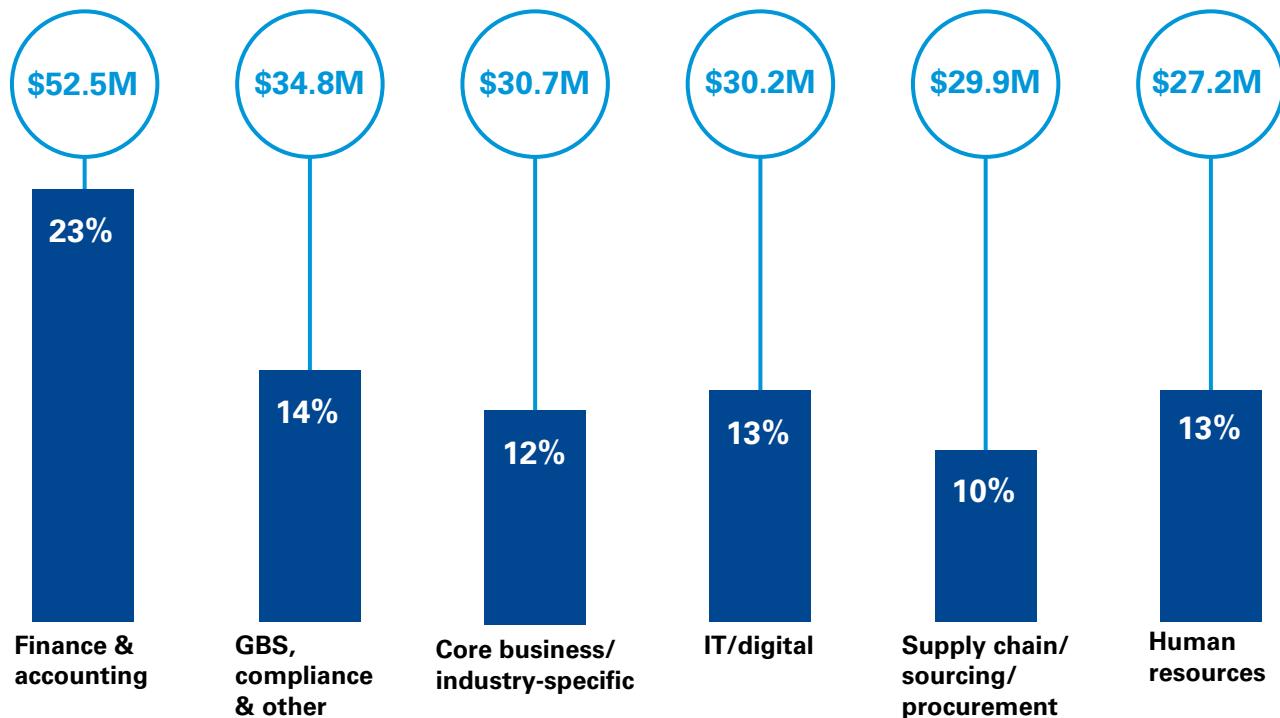 $52.5M
$34.8M
$30.7M
$30.2M
$29.9M
$27.2M
23%
14%
12%
13%
10%
13%
Finance &
accounting
GBS,
compliance
& other
Core business/
industry-specific
IT/digital
Supply chain/
sourcing/
procurement
Human
resources